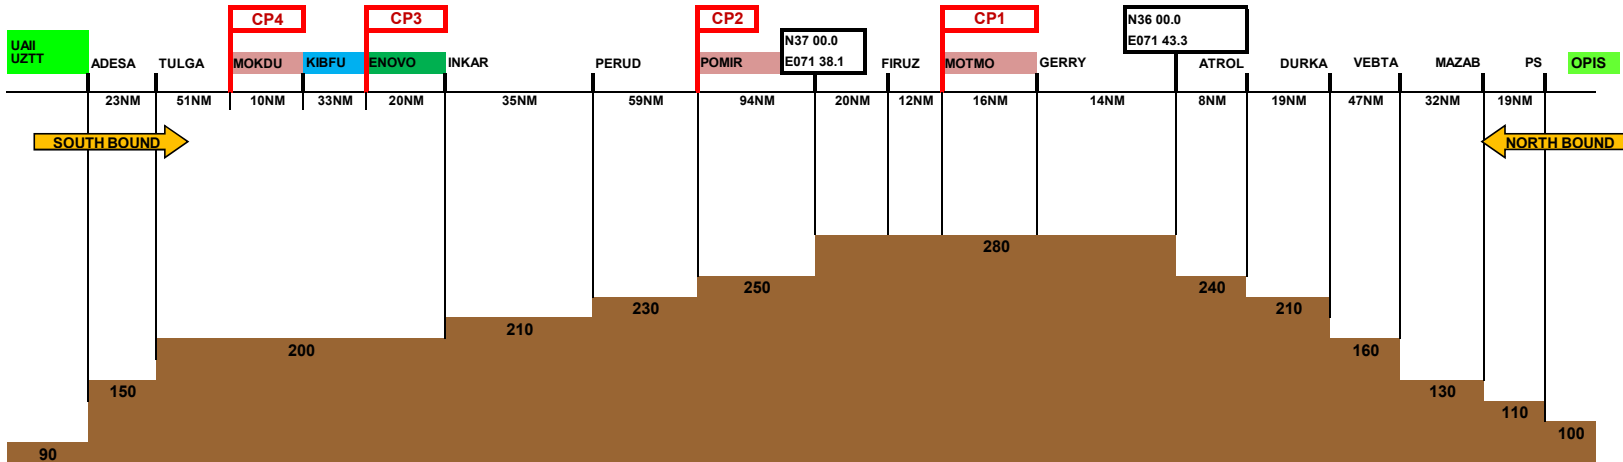 CP4
CP3
CP2
CP1
N36 00.0
E071 43.3
UAII
UZTT
ADESA
TULGA
MOKDU
KIBFU
ENOVO
INKAR
PERUD
POMIR
N37 00.0
E071 38.1
FIRUZ
MOTMO
GERRY
ATROL
DURKA
VEBTA
MAZAB
PS
OPIS
23NM
51NM
10NM
33NM
20NM
35NM
59NM
94NM
20NM
12NM
16NM
14NM
8NM
19NM
47NM
32NM
19NM
SOUTH BOUND
NORTH BOUND
280
250
240
230
210
210
200
160
150
130
110
100
90